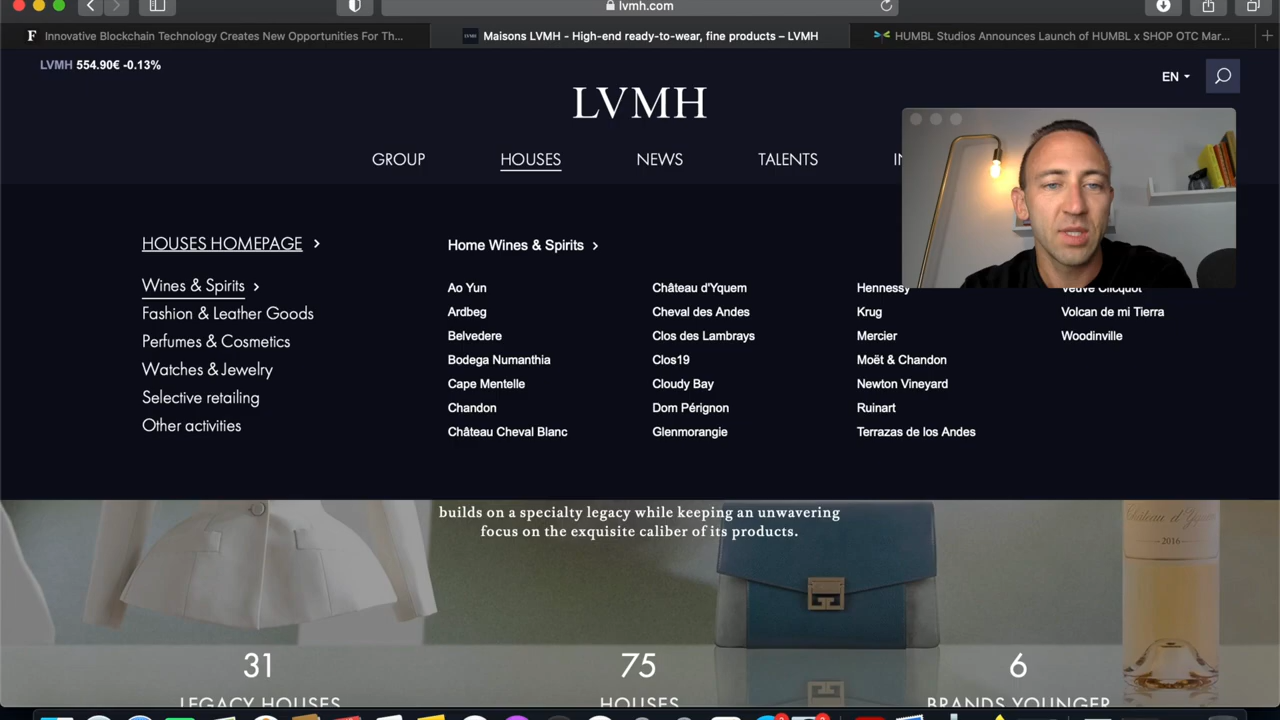 lvmh.com
Innovative Blockchain Technology Creates New Opportunities For Th...
Maisons LVMH - High-end ready-to-wear, fine products – LVMH
HUMBL Studios Announces Launch of HUMBL x SHOP OTC Mar...
LVMH 554.90€ -0.13%
EN
LVMH
GROUP
HOUSES
NEWS
TALENTS
HOUSES HOMEPAGE
Wines & Spirits
Fashion & Leather Goods
Perfumes & Cosmetics
Watches & Jewelry
Selective retailing
Other activities
Home Wines & Spirits
Ao Yun
Ardbeg
Belvedere
Bodega Numanthia
Cape Mentelle
Chandon
Château Cheval Blanc
Château d'Yquem
Cheval des Andes
Clos des Lambrays
Clos19
Cloudy Bay
Dom Pérignon
Glenmorangie
Hennessy
Krug
Mercier
Moët & Chandon
Newton Vineyard
Ruinart
Terrazas de los Andes
Veuve Clicquot
Volcan de mi Tierra
Woodinville
builds on a specialty legacy while keeping an unwavering
focus on the exquisite caliber of its products.
Château d'Yquem
2016
31
LEGACY HOUSES
75
HOUSES
6
BRANDS YOUNGER